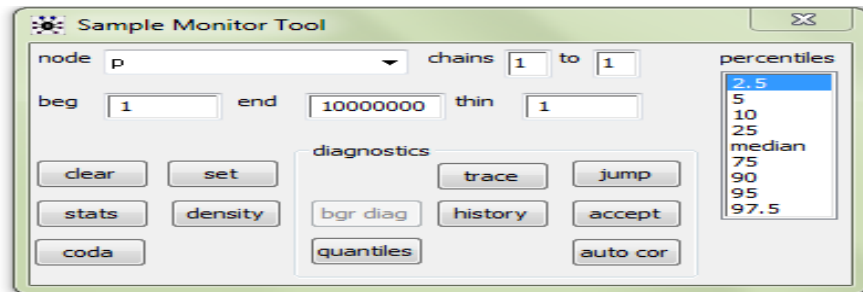 Sample Monitor Tool
node p chains 1 to 1 percentiles
beg 1 end 10000000 thin 1
2.5
5
10
25
median
75
90
95
97.5
diagnostics
clear set trace jump
stats density bgr diag history accept
coda quantiles auto cor